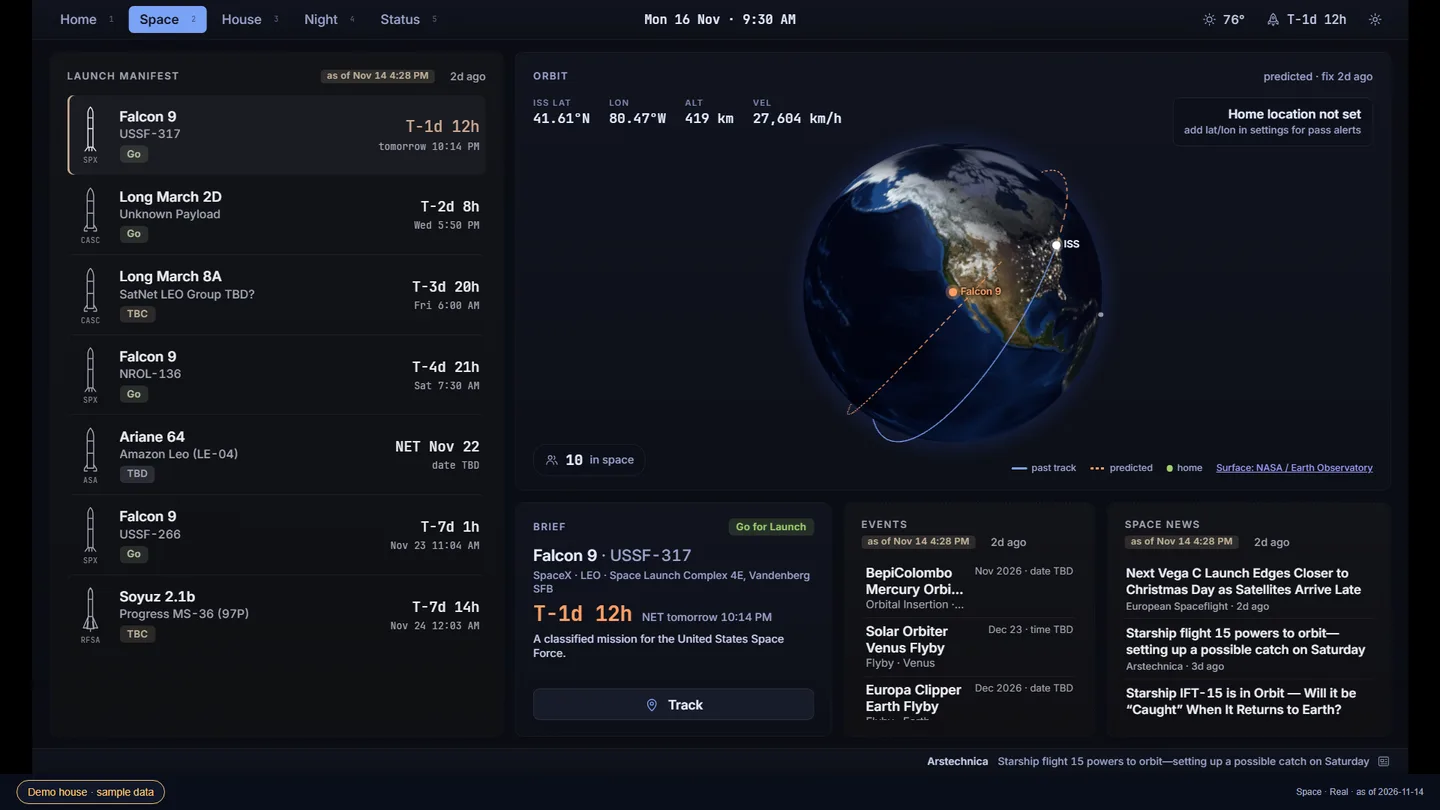 Home 1 Space 2 House 3 Night 4 Status 5 Mon 16 Nov · 9:30 AM 76° T-1d 12h
LAUNCH MANIFEST as of Nov 14 4:28 PM 2d ago
Falcon 9
USSF-317
Go
SPX
T-1d 12h
tomorrow 10:14 PM
Long March 2D
Unknown Payload
Go
CASC
T-2d 8h
Wed 5:50 PM
Long March 8A
SatNet LEO Group TBD?
TBC
CASC
T-3d 20h
Fri 6:00 AM
Falcon 9
NROL-136
Go
SPX
T-4d 21h
Sat 7:30 AM
Ariane 64
Amazon Leo (LE-04)
TBD
ASA
NET Nov 22
date TBD
Falcon 9
USSF-266
Go
SPX
T-7d 1h
Nov 23 11:04 AM
Soyuz 2.1b
Progress MS-36 (97P)
TBC
RFSA
T-7d 14h
Nov 24 12:03 AM
ORBIT predicted · fix 2d ago
ISS LAT LON ALT VEL
41.61°N 80.47°W 419 km 27,604 km/h
Home location not set
add lat/lon in settings for pass alerts
ISS
Falcon 9
10 in space
past track predicted home Surface: NASA / Earth Observatory
BRIEF Go for Launch
Falcon 9 · USSF-317
SpaceX · LEO · Space Launch Complex 4E, Vandenberg
SFB
T-1d 12h NET tomorrow 10:14 PM
A classified mission for the United States Space
Force.
Track
EVENTS
as of Nov 14 4:28 PM 2d ago
BepiColombo Nov 2026 · date TBD
Mercury Orbi...
Orbital Insertion ·...
Solar Orbiter Dec 23 · time TBD
Venus Flyby
Flyby · Venus
Europa Clipper Dec 2026 · date TBD
Earth Flyby
Flyby · Earth
SPACE NEWS
as of Nov 14 4:28 PM 2d ago
Next Vega C Launch Edges Closer to
Christmas Day as Satellites Arrive Late
European Spaceflight · 2d ago
Starship flight 15 powers to orbit—
setting up a possible catch on Saturday
Arstechnica · 3d ago
Starship IFT-15 is in Orbit — Will it be
“Caught” When It Returns to Earth?
Arstechnica Starship flight 15 powers to orbit—setting up a possible catch on Saturday
Demo house · sample data Space · Real · as of 2026-11-14